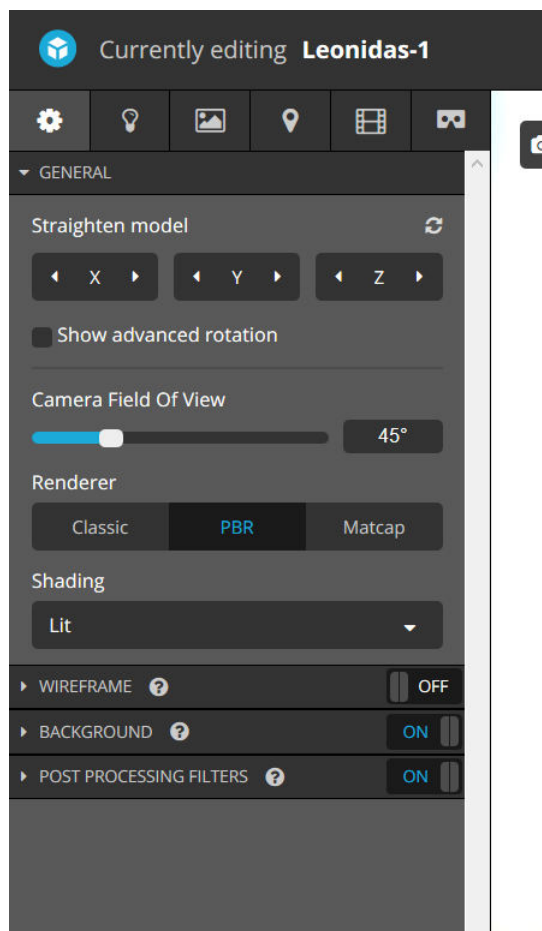 Currently editing Leonidas-1
GENERAL
Straighten model
X Y Z
Show advanced rotation
Camera Field Of View
45°
Renderer
Classic PBR Matcap
Shading
Lit
WIREFRAME ? OFF
BACKGROUND ? ON
POST PROCESSING FILTERS ? ON